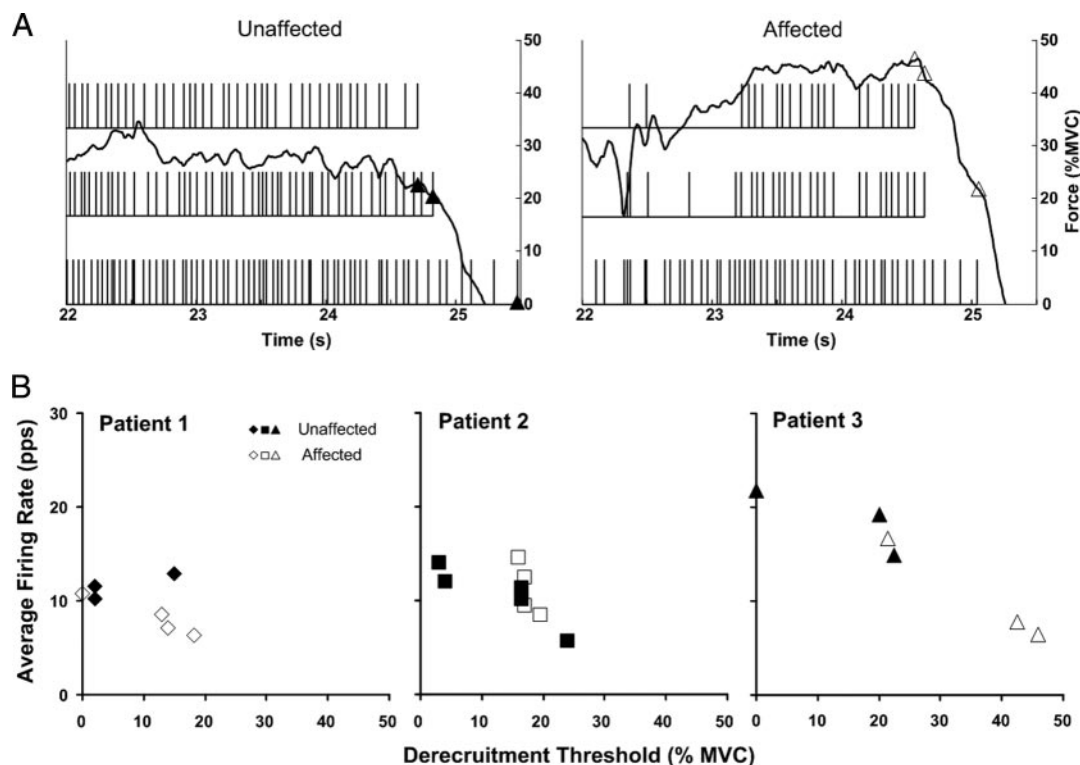 A
Unaffected
Affected
50
40
30
20
10
0
22 23 24 25
Time (s)
50
40
30
20
10
0
Force (%MVC)
22 23 24 25
Time (s)
B
Average Firing Rate (pps)
30
20
10
0
Patient 1
Unaffected
Affected
0 10 20 30 40 50
Patient 2
0 10 20 30 40 50
Patient 3
0 10 20 30 40 50
Derecruitment Threshold (% MVC)